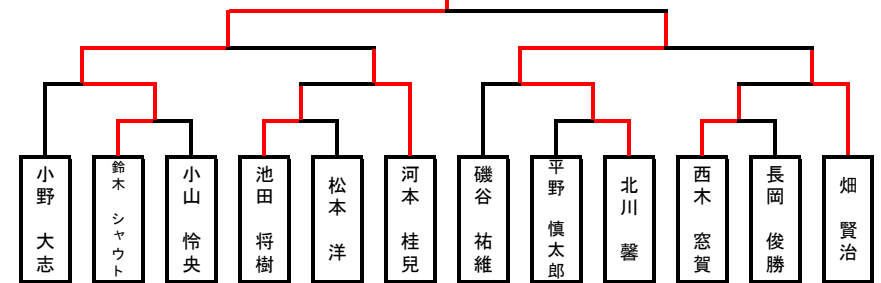 小野 大志
鈴木 シャウト
小山 怜央
池田 将樹
松本 洋
河本 桂兒
磯谷 祐維
平野 慎太郎
北川 馨
西木 窓賀
長岡 俊勝
畑 賢治